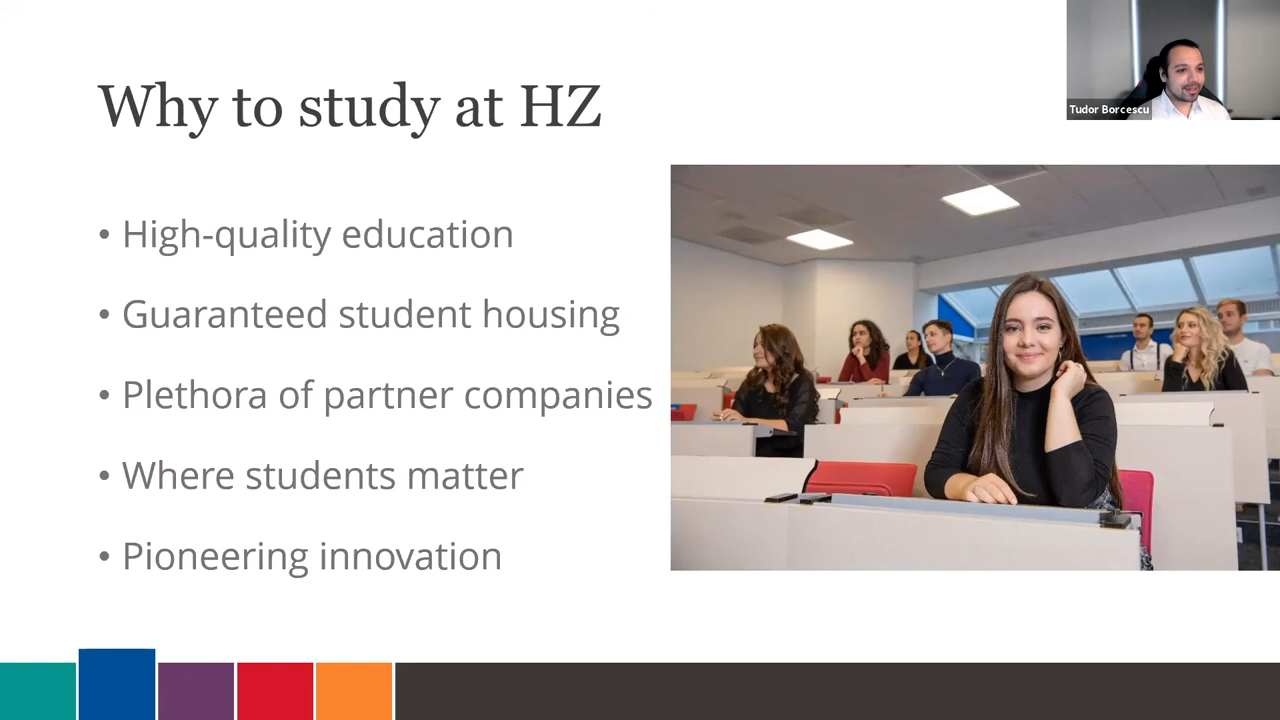 Why to study at HZ
Tudor Borcescu
• High-quality education
• Guaranteed student housing
• Plethora of partner companies
• Where students matter
• Pioneering innovation